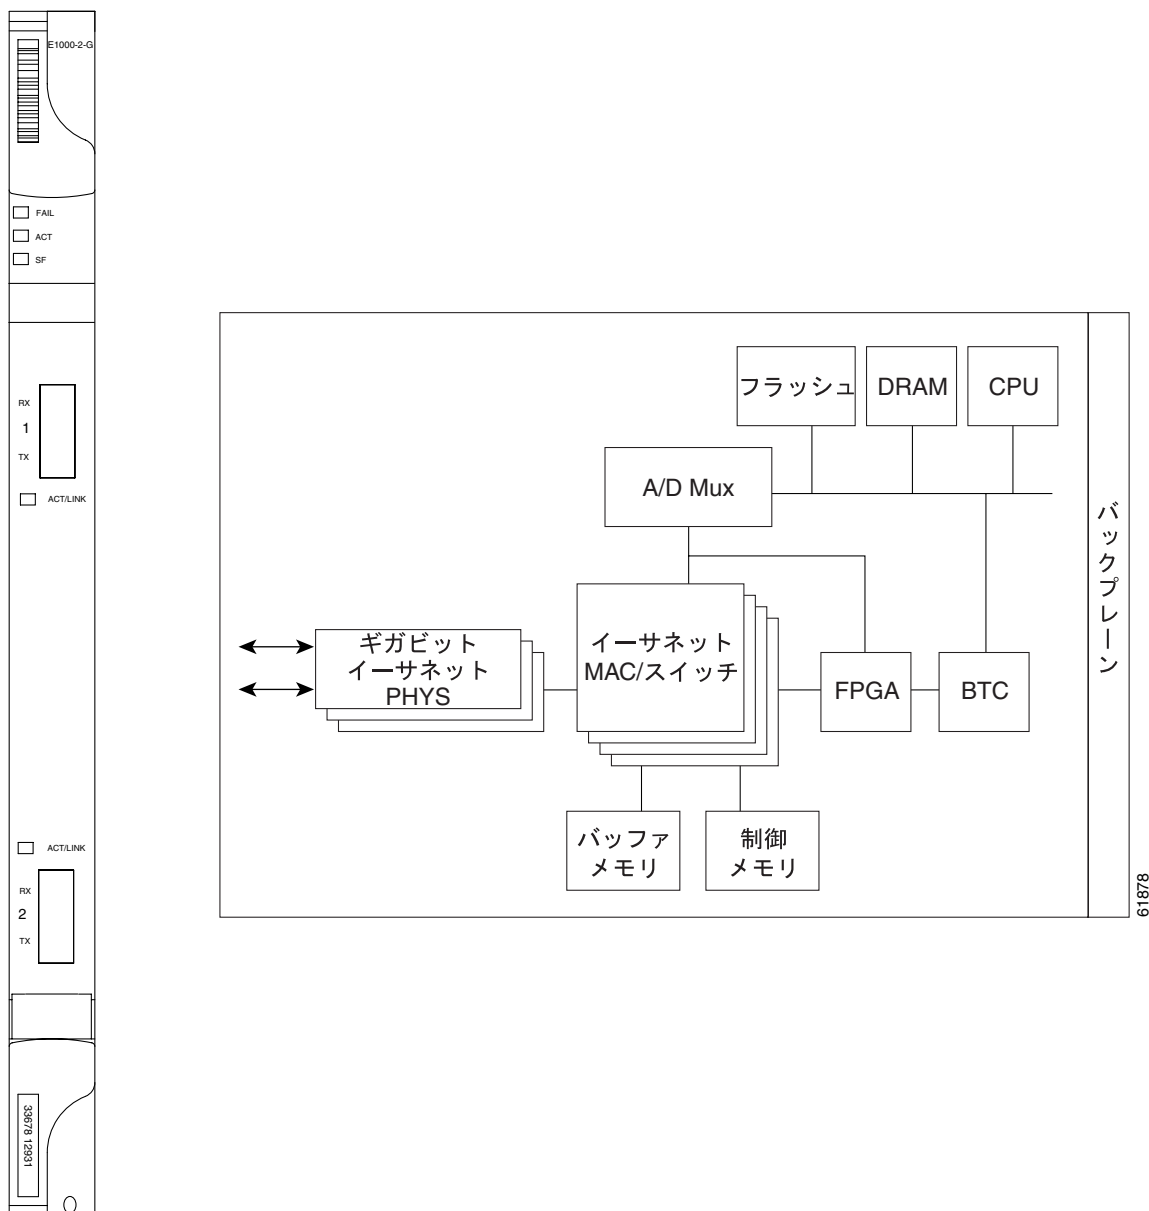 E1000-2-G
FAIL
ACT
SF
RX
1
TX
ACT/LINK
ACT/LINK
RX
2
TX
33678 12931
フラッシュ
DRAM
CPU
A/D Mux
ギガビット
イーサネット
PHYS
イーサネット
MAC/スイッチ
FPGA
BTC
バッファ
メモリ
制御
メモリ
バックプレーン
61878